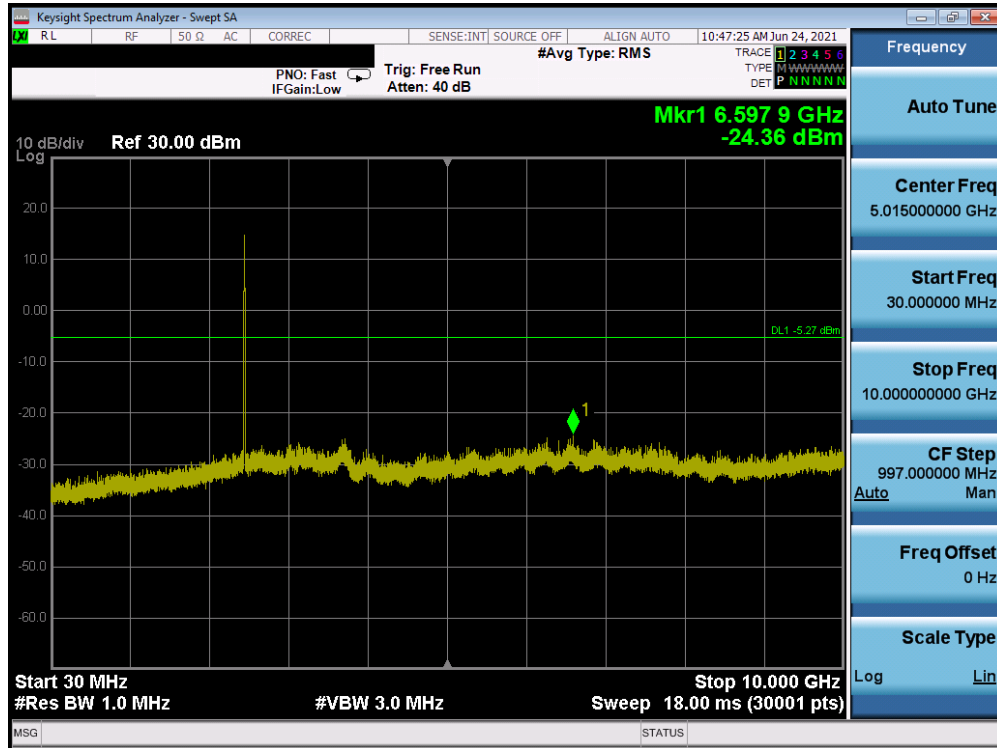 Keysight Spectrum Analyzer - Swept SA
LXI RL RF 50 Ω AC CORREC SENSE:INT SOURCE OFF ALIGN AUTO 10:47:25 AM Jun 24, 2021
#Avg Type: RMS
TRACE 1 2 3 4 5 6
TYPE M W W W W W
DET P N N N N N
PNO: Fast
IFGain:Low
Trig: Free Run
Atten: 40 dB
Mkr1 6.597 9 GHz
-24.36 dBm
10 dB/div Ref 30.00 dBm
Log
20.0
10.0
0.00
DL1 -5.27 dBm
-10.0
-20.0
1
-30.0
-40.0
-50.0
-60.0
Start 30 MHz Stop 10.000 GHz
#Res BW 1.0 MHz #VBW 3.0 MHz Sweep 18.00 ms (30001 pts)
MSG STATUS
Frequency
Auto Tune
Center Freq
5.015000000 GHz
Start Freq
30.000000 MHz
Stop Freq
10.000000000 GHz
CF Step
997.000000 MHz
Auto Man
Freq Offset
0 Hz
Scale Type
Log Lin